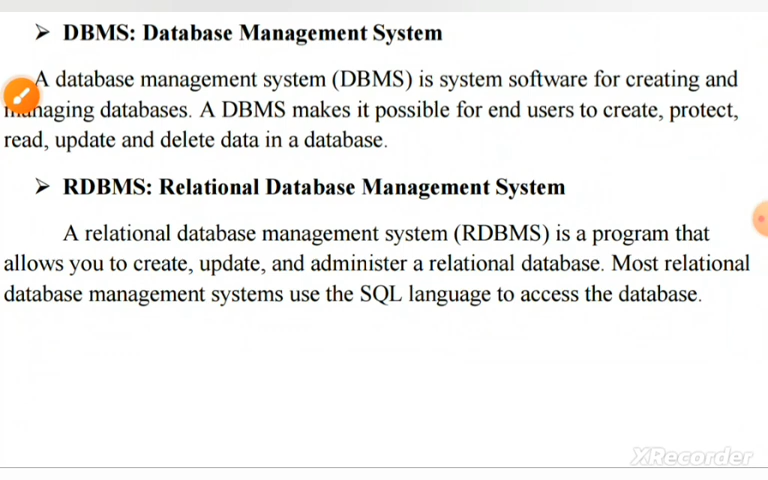 ➢ DBMS: Database Management System
A database management system (DBMS) is system software for creating and
managing databases. A DBMS makes it possible for end users to create, protect,
read, update and delete data in a database.
➢ RDBMS: Relational Database Management System
A relational database management system (RDBMS) is a program that
allows you to create, update, and administer a relational database. Most relational
database management systems use the SQL language to access the database.
XRecorder